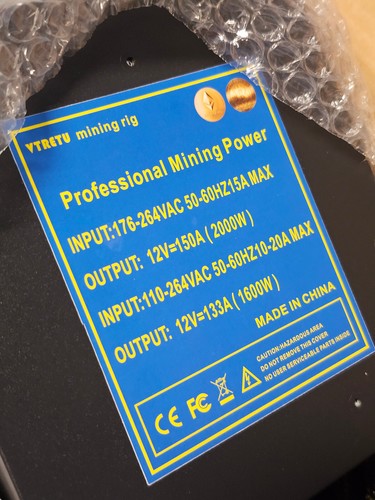 VTRETU mining rig
Professional Mining Power
INPUT:176-264VAC 50-60HZ15A MAX
OUTPUT: 12V=150A ( 2000W )
INPUT:110-264VAC 50-60HZ10-20A MAX
OUTPUT: 12V=133A ( 1600W )
MADE IN CHINA
CE FC
CAUTION:HAZARDOUS AREA
DO NOT REMOVE THIS COVER
NO USER SERVICEABLE PARTS INSIDE